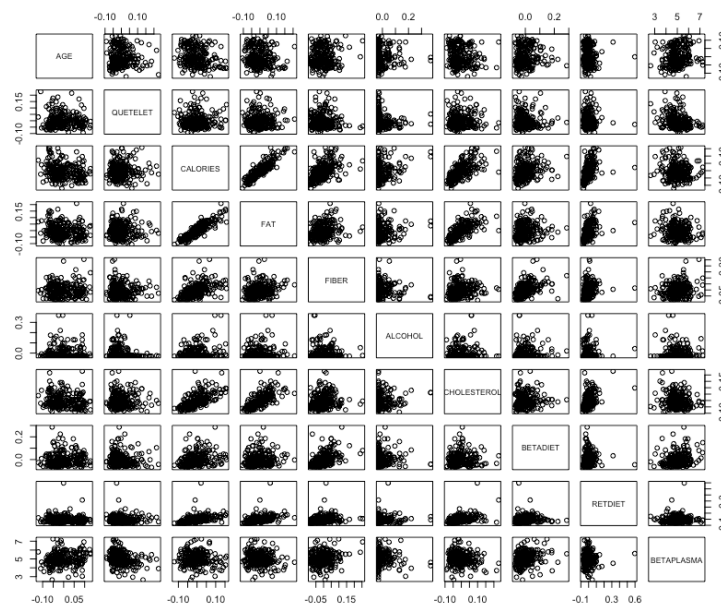 -0.10 0.10 -0.10 0.10 0.0 0.2 0.0 0.2 3 4 5 6 7
AGE
QUETELET
-0.10 0.15
CALORIES
FAT
-0.10 0.15
FIBER
ALCOHOL
0.0 0.3
CHOLESTEROL
BETADIET
0.0 0.2
RETDIET
BETAPLASMA
3 5 7
-0.10 0.05 -0.10 0.10 -0.05 0.15 -0.10 0.10 -0.1 0.3 0.6